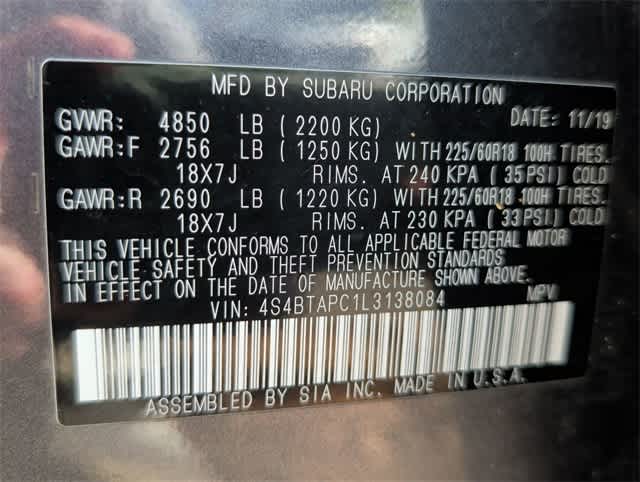 MFD BY SUBARU CORPORATION
DATE: 11/19
GVWR: 4850 LB ( 2200 KG)
GAWR:F 2756 LB ( 1250 KG) WITH 225/60R18 100H TIRES.
18X7J RIMS. AT 240 KPA ( 35 PSI) COLD
GAWR:R 2690 LB ( 1220 KG) WITH 225/60R18 100H TIRES.
18X7J RIMS. AT 230 KPA ( 33 PSI) COLD
THIS VEHICLE CONFORMS TO ALL APPLICABLE FEDERAL MOTOR
VEHICLE SAFETY AND THEFT PREVENTION STANDARDS
IN EFFECT ON THE DATE OF MANUFACTURE SHOWN ABOVE.
VIN: 4S4BTAPC1L3138084 MPV
ASSEMBLED BY SIA INC. MADE IN U.S.A.